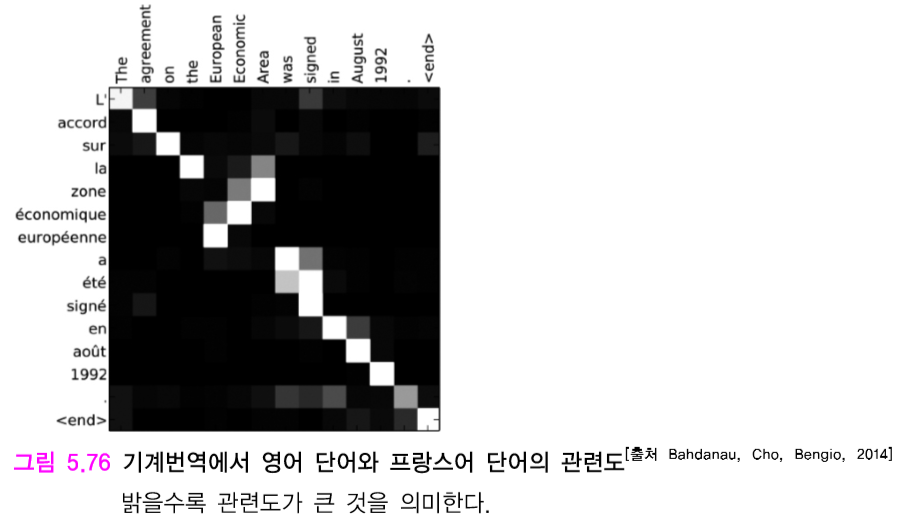 The
agreement
on
the
European
Economic
Area
was
signed
in
August
1992
.
<end>
L'
accord
sur
la
zone
économique
européenne
a
été
signé
en
août
1992
.
<end>
그림 5.76 기계번역에서 영어 단어와 프랑스어 단어의 관련도[출처 Bahdanau, Cho, Bengio, 2014]
밝을수록 관련도가 큰 것을 의미한다.